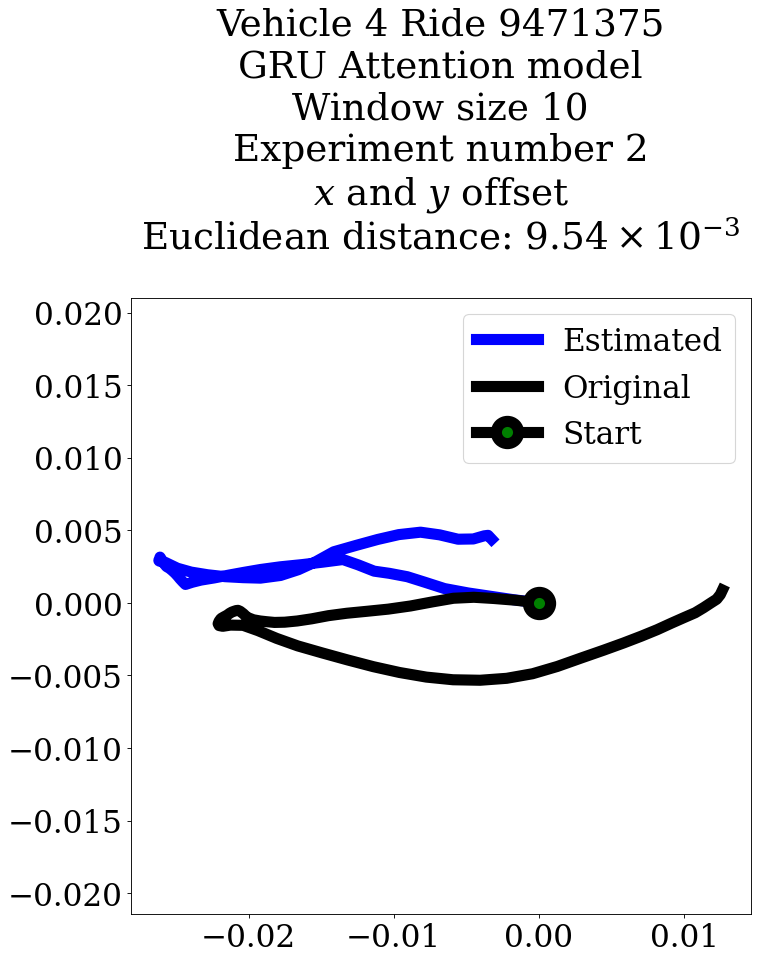 Vehicle 4 Ride 9471375
GRU Attention model
Window size 10
Experiment number 2
x and y offset
Euclidean distance: 9.54 × 10⁻³
Estimated
Original
Start
0.020
0.015
0.010
0.005
0.000
−0.005
−0.010
−0.015
−0.020
−0.02 −0.01 0.00 0.01